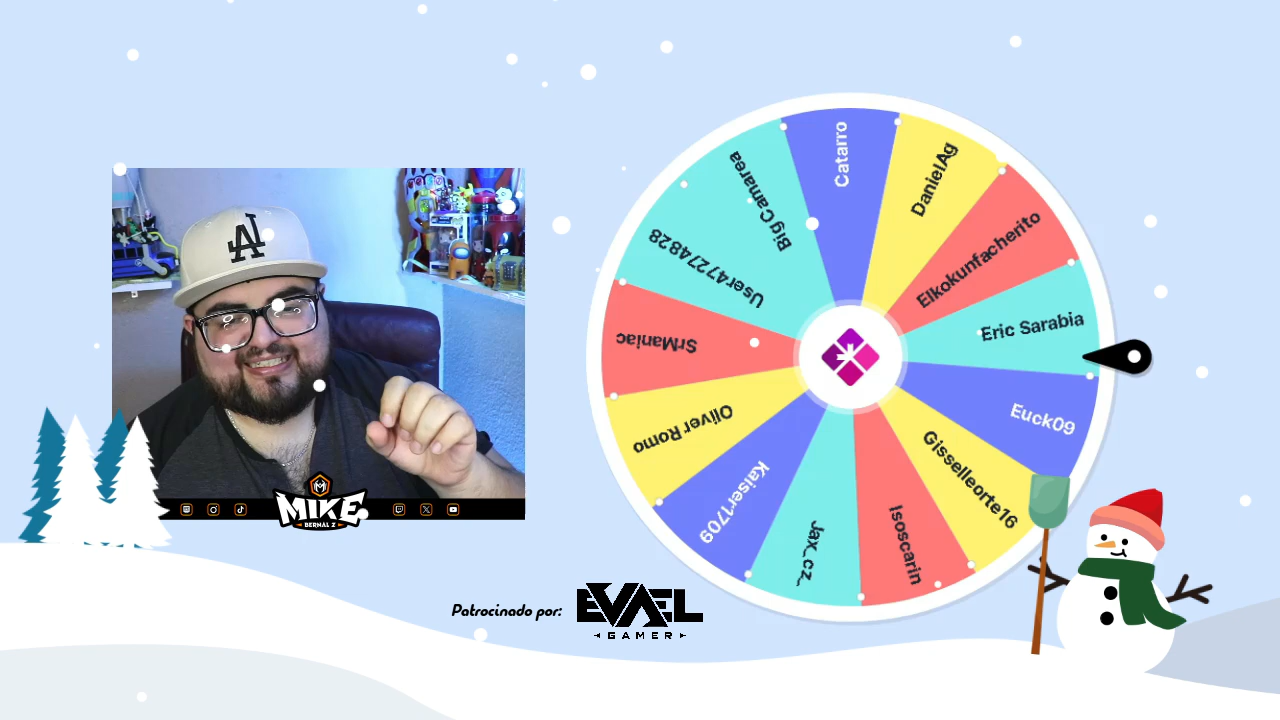 LA
MIKE
BERNAL Z
Catarro
DanielAg
Elkokunfacherito
Eric Sarabia
Euck09
Gisselleorte16
Isoscarin
Jax_cz_
Kaiser1709
Oliver Romo
SrManiac
User47274828
BigCamarea
Patrocinado por:
EVAEL
GAMER